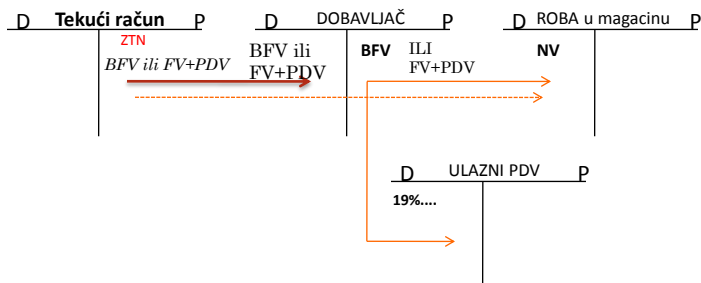 D Tekući račun P
ZTN
BFV ili FV+PDV
D DOBAVLJAČ P
BFV ili
FV+PDV
BFV ILI
FV+PDV
D ROBA u magacinu P
NV
D ULAZNI PDV P
19%....